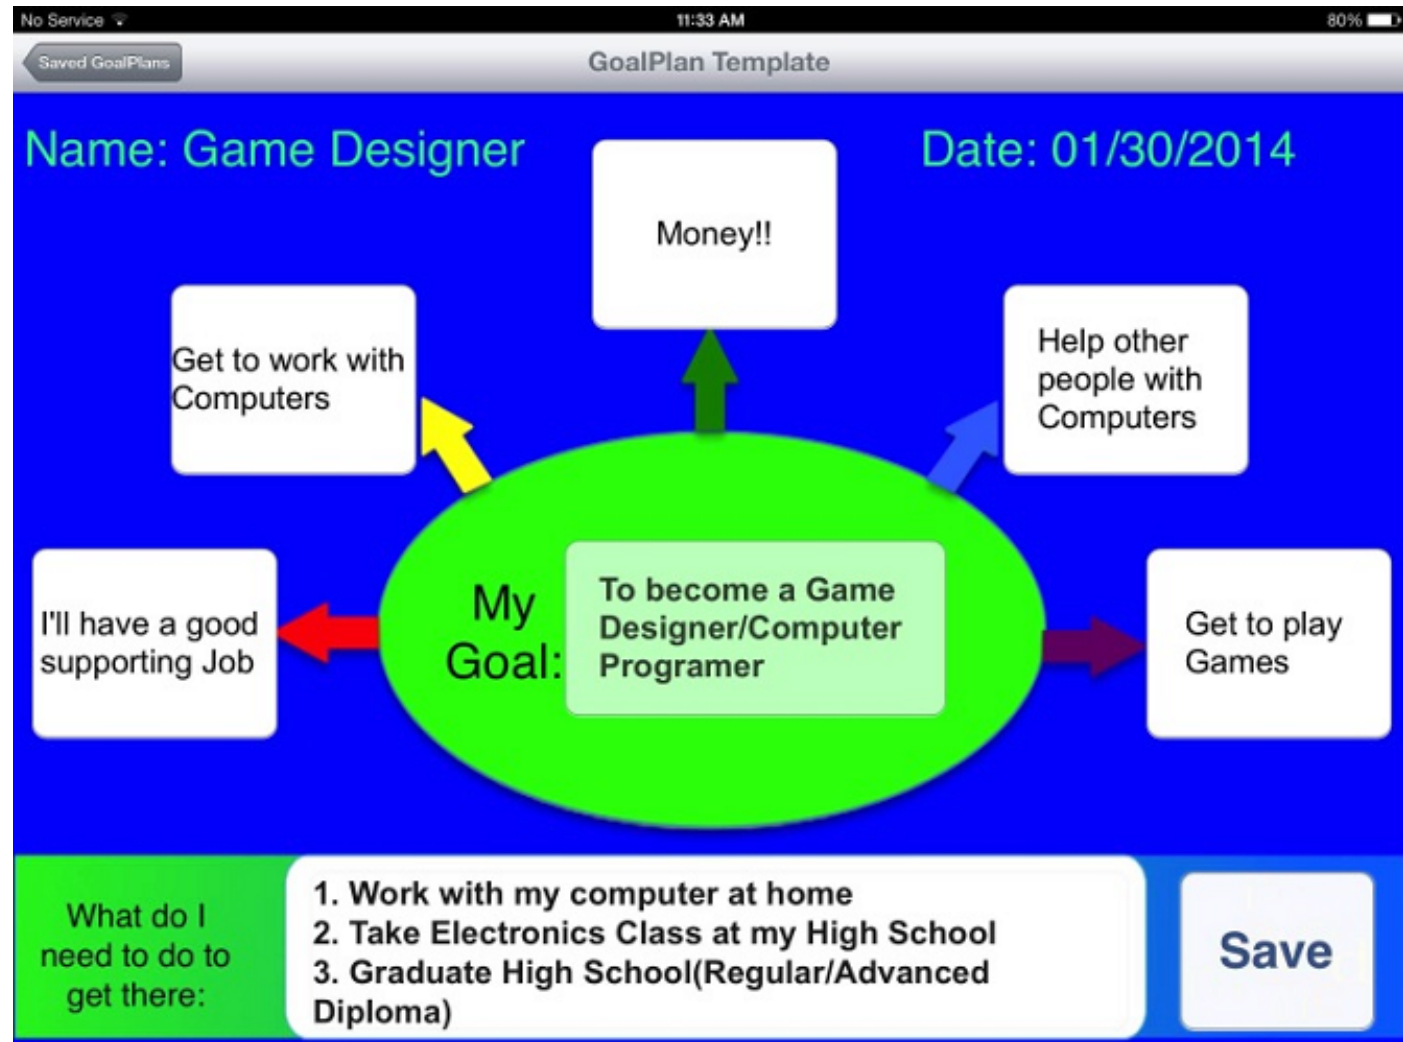 No Service
11:33 AM
80%
Saved GoalPlans
GoalPlan Template
Name: Game Designer
Date: 01/30/2014
Money!!
Get to work with
Computers
Help other
people with
Computers
I'll have a good
supporting Job
My
Goal:
To become a Game
Designer/Computer
Programer
Get to play
Games
What do I
need to do to
get there:
1. Work with my computer at home
2. Take Electronics Class at my High School
3. Graduate High School(Regular/Advanced
Diploma)
Save